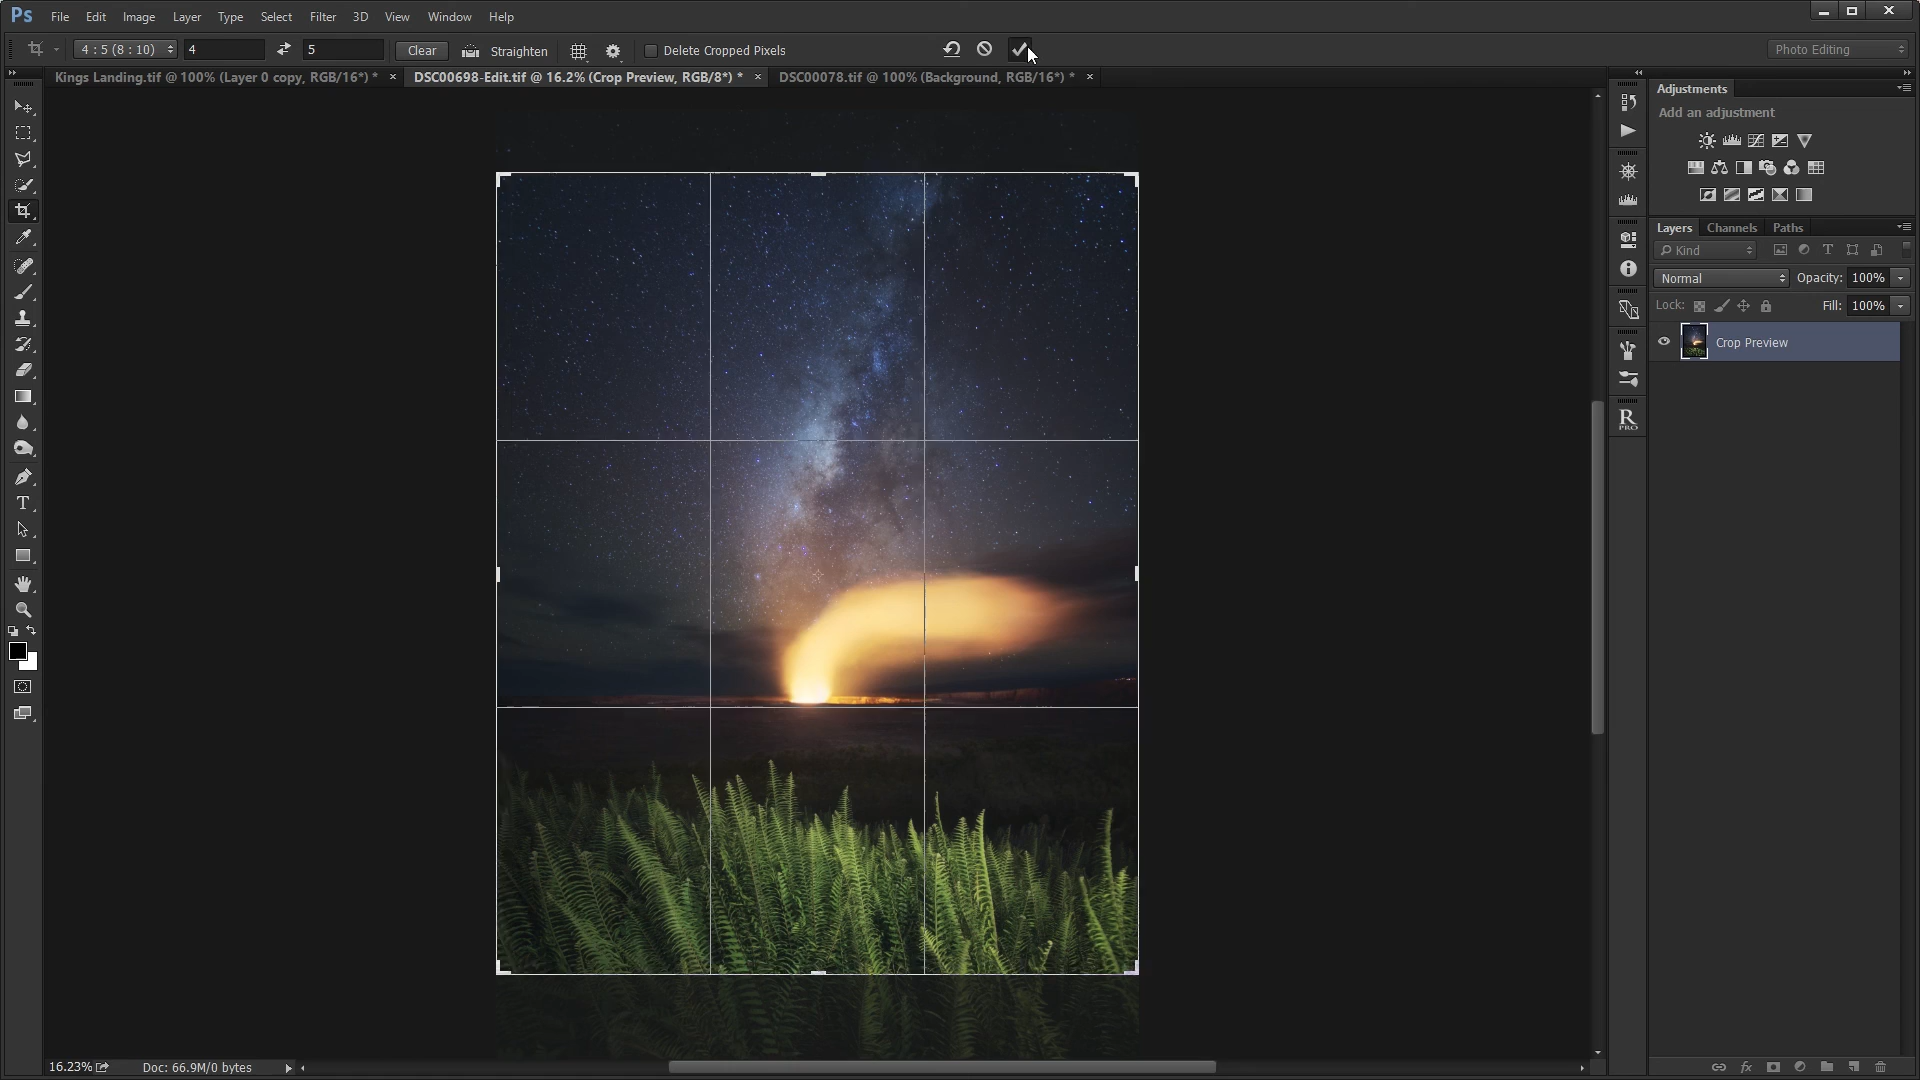 Ps File Edit Image Layer Type Select Filter 3D View Window Help
4 : 5 (8 : 10) 4 5 Clear Straighten Delete Cropped Pixels Photo Editing
Kings Landing.tif @ 100% (Layer 0 copy, RGB/16*) * × DSC00698-Edit.tif @ 16.2% (Crop Preview, RGB/8*) * × DSC00078.tif @ 100% (Background, RGB/16*) * ×
Adjustments
Add an adjustment
Layers Channels Paths
Kind
Normal Opacity: 100%
Lock: Fill: 100%
Crop Preview
R
PRO
T
fx
16.23% Doc: 66.9M/0 bytes